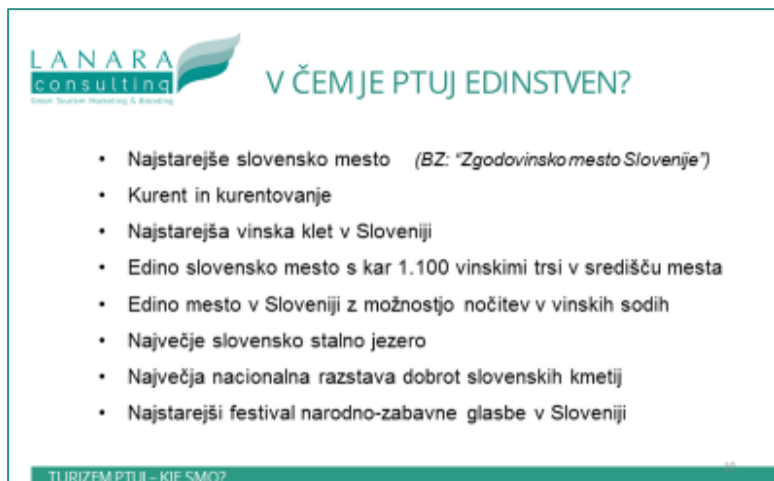 LANARA
consulting
Smart Tourism Marketing & Branding
V ČEM JE PTUJ EDINSTVEN?
• Najstarejše slovensko mesto (BZ: "Zgodovinsko mesto Slovenije")
• Kurent in kurentovanje
• Najstarejša vinska klet v Sloveniji
• Edino slovensko mesto s kar 1.100 vinskimi trsi v središču mesta
• Edino mesto v Sloveniji z možnostjo nočitev v vinskih sodih
• Največje slovensko stalno jezero
• Največja nacionalna razstava dobrot slovenskih kmetij
• Najstarejši festival narodno-zabavne glasbe v Sloveniji
TURIZEM PTUJ – KJE SMO?